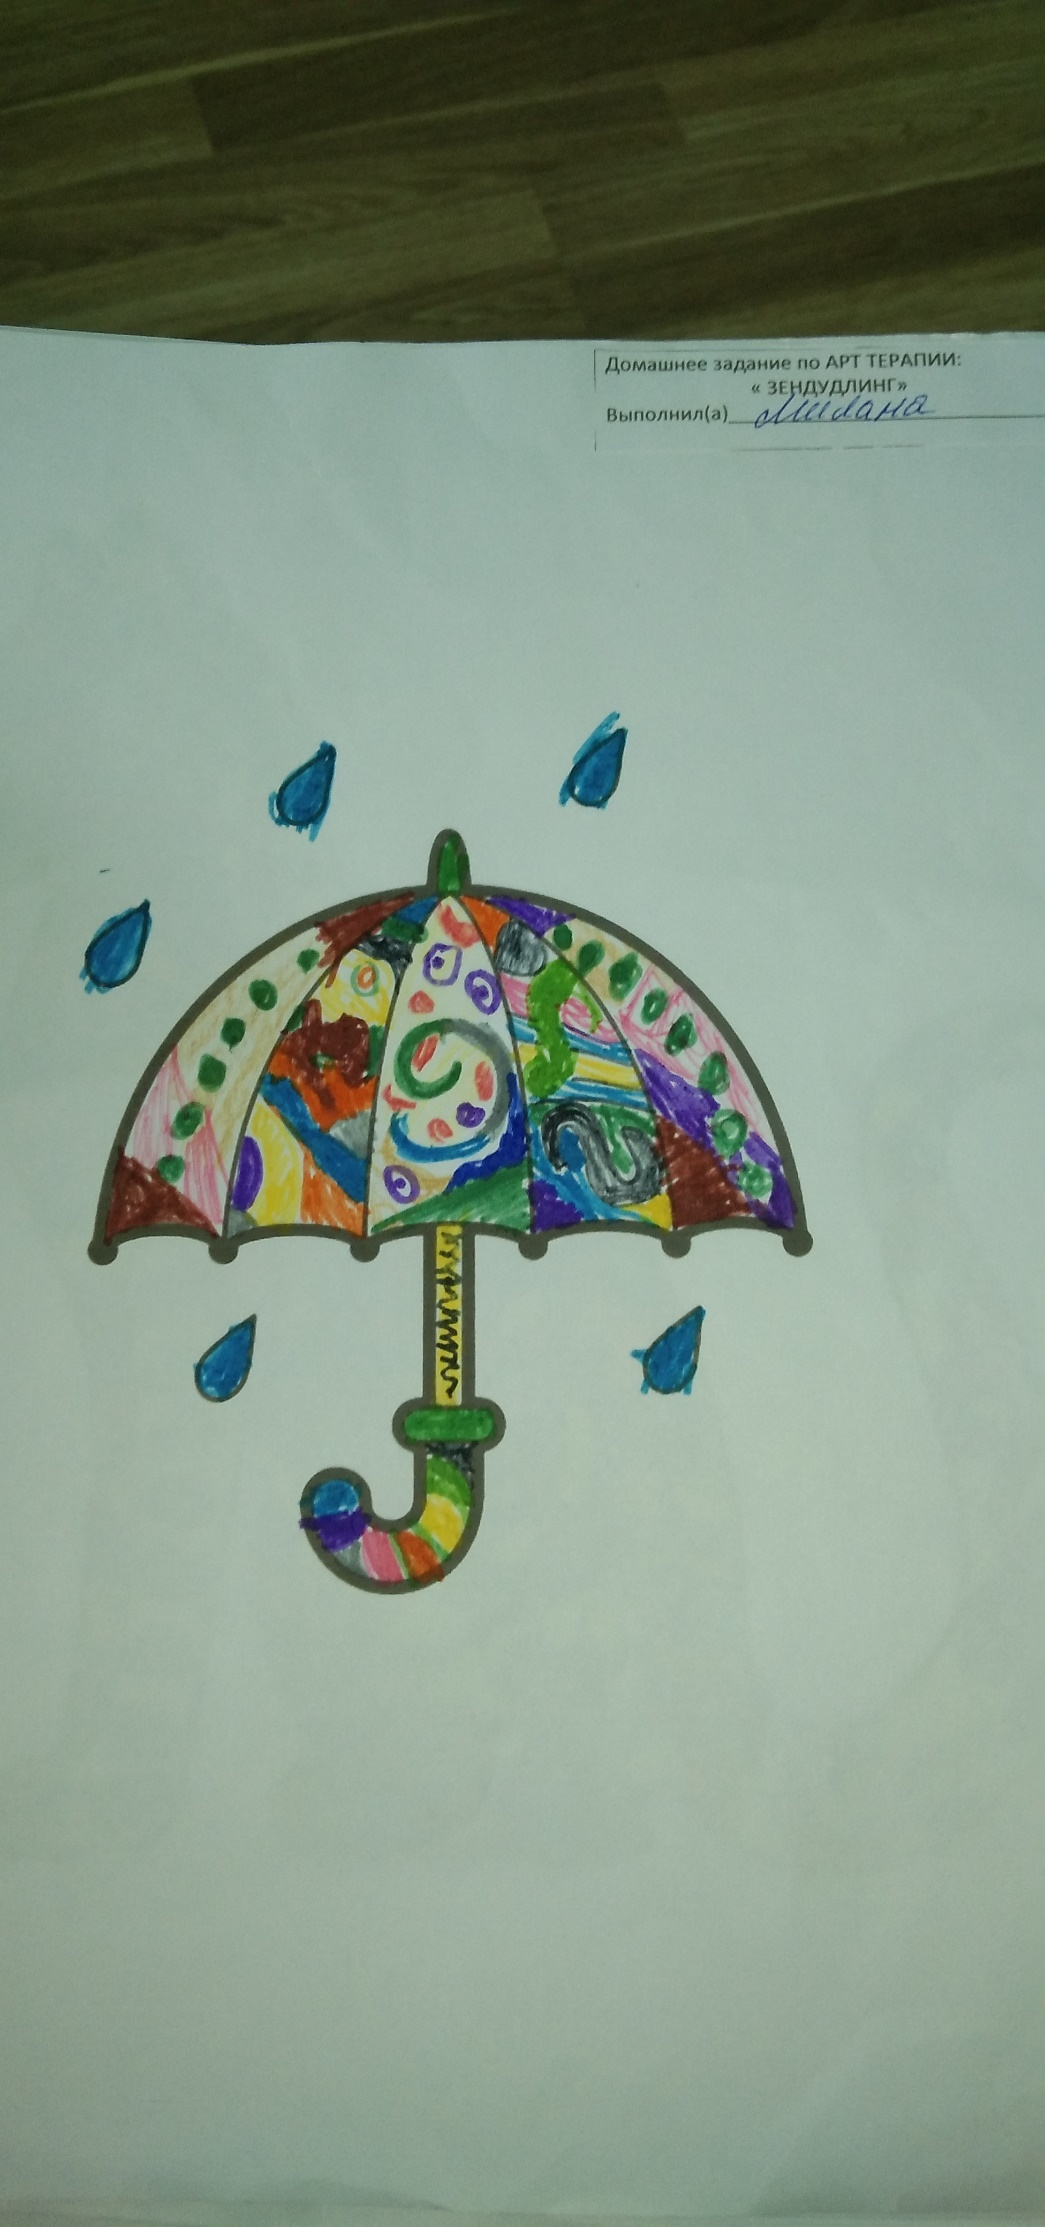 Домашнее задание по АРТ ТЕРАПИИ:
« ЗЕНДУДЛИНГ»
Выполнил(а) Милана